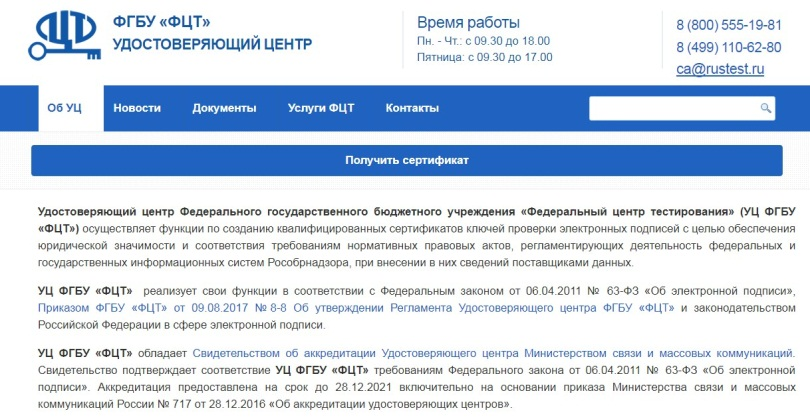 ФЦТ
ФГБУ «ФЦТ»
УДОСТОВЕРЯЮЩИЙ ЦЕНТР
Время работы
Пн. - Чт.: с 09.30 до 18.00
Пятница: с 09.30 до 17.00
8 (800) 555-19-81
8 (499) 110-62-80
ca@rustest.ru
Об УЦ Новости Документы Услуги ФЦТ Контакты
Получить сертификат
Удостоверяющий центр Федерального государственного бюджетного учреждения «Федеральный центр тестирования» (УЦ ФГБУ
«ФЦТ») осуществляет функции по созданию квалифицированных сертификатов ключей проверки электронных подписей с целью обеспечения
юридической значимости и соответствия требованиям нормативных правовых актов, регламентирующих деятельность федеральных и
государственных информационных систем Рособрнадзора, при внесении в них сведений поставщиками данных.
УЦ ФГБУ «ФЦТ» реализует свои функции в соответствии с Федеральным законом от 06.04.2011 № 63-ФЗ «Об электронной подписи»,
Приказом ФГБУ «ФЦТ» от 09.08.2017 №8-8 Об утверждении Регламента Удостоверяющего центра ФГБУ «ФЦТ» и законодательством
Российской Федерации в сфере электронной подписи.
УЦ ФГБУ «ФЦТ» обладает Свидетельством об аккредитации Удостоверяющего центра Министерством связи и массовых коммуникаций.
Свидетельство подтверждает соответствие УЦ ФГБУ «ФЦТ» требованиям Федерального закона от 06.04.2011 № 63-ФЗ «Об электронной
подписи». Аккредитация предоставлена на срок до 28.12.2021 включительно на основании приказа Министерства связи и массовых
коммуникаций России № 717 от 28.12.2016 «Об аккредитации удостоверяющих центров».